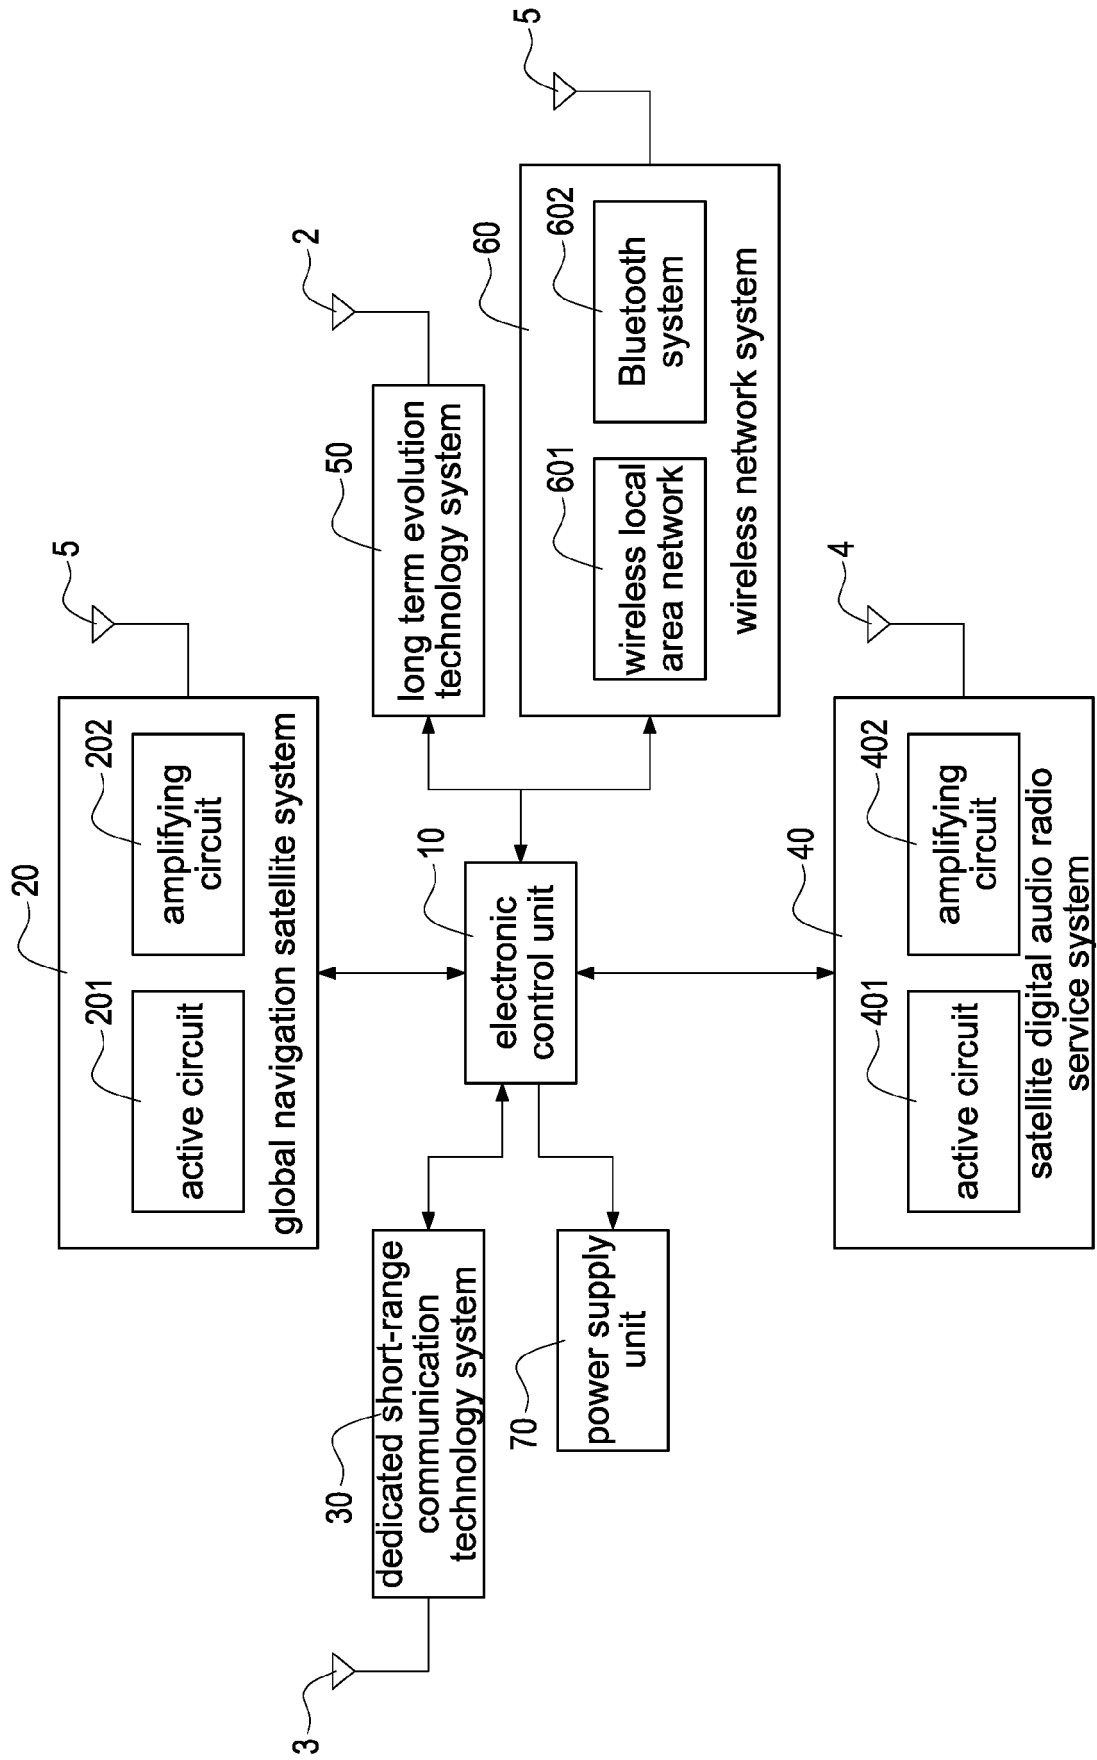 5
20
201
202
active circuit
amplifying
circuit
global navigation satellite system
2
50
long term evolution
technology system
30
dedicated short-range
communication
technology system
3
10
electronic
control unit
5
60
601
602
wireless local
area network
Bluetooth
system
wireless network system
70
power supply
unit
4
40
401
402
active circuit
amplifying
circuit
satellite digital audio radio
service system